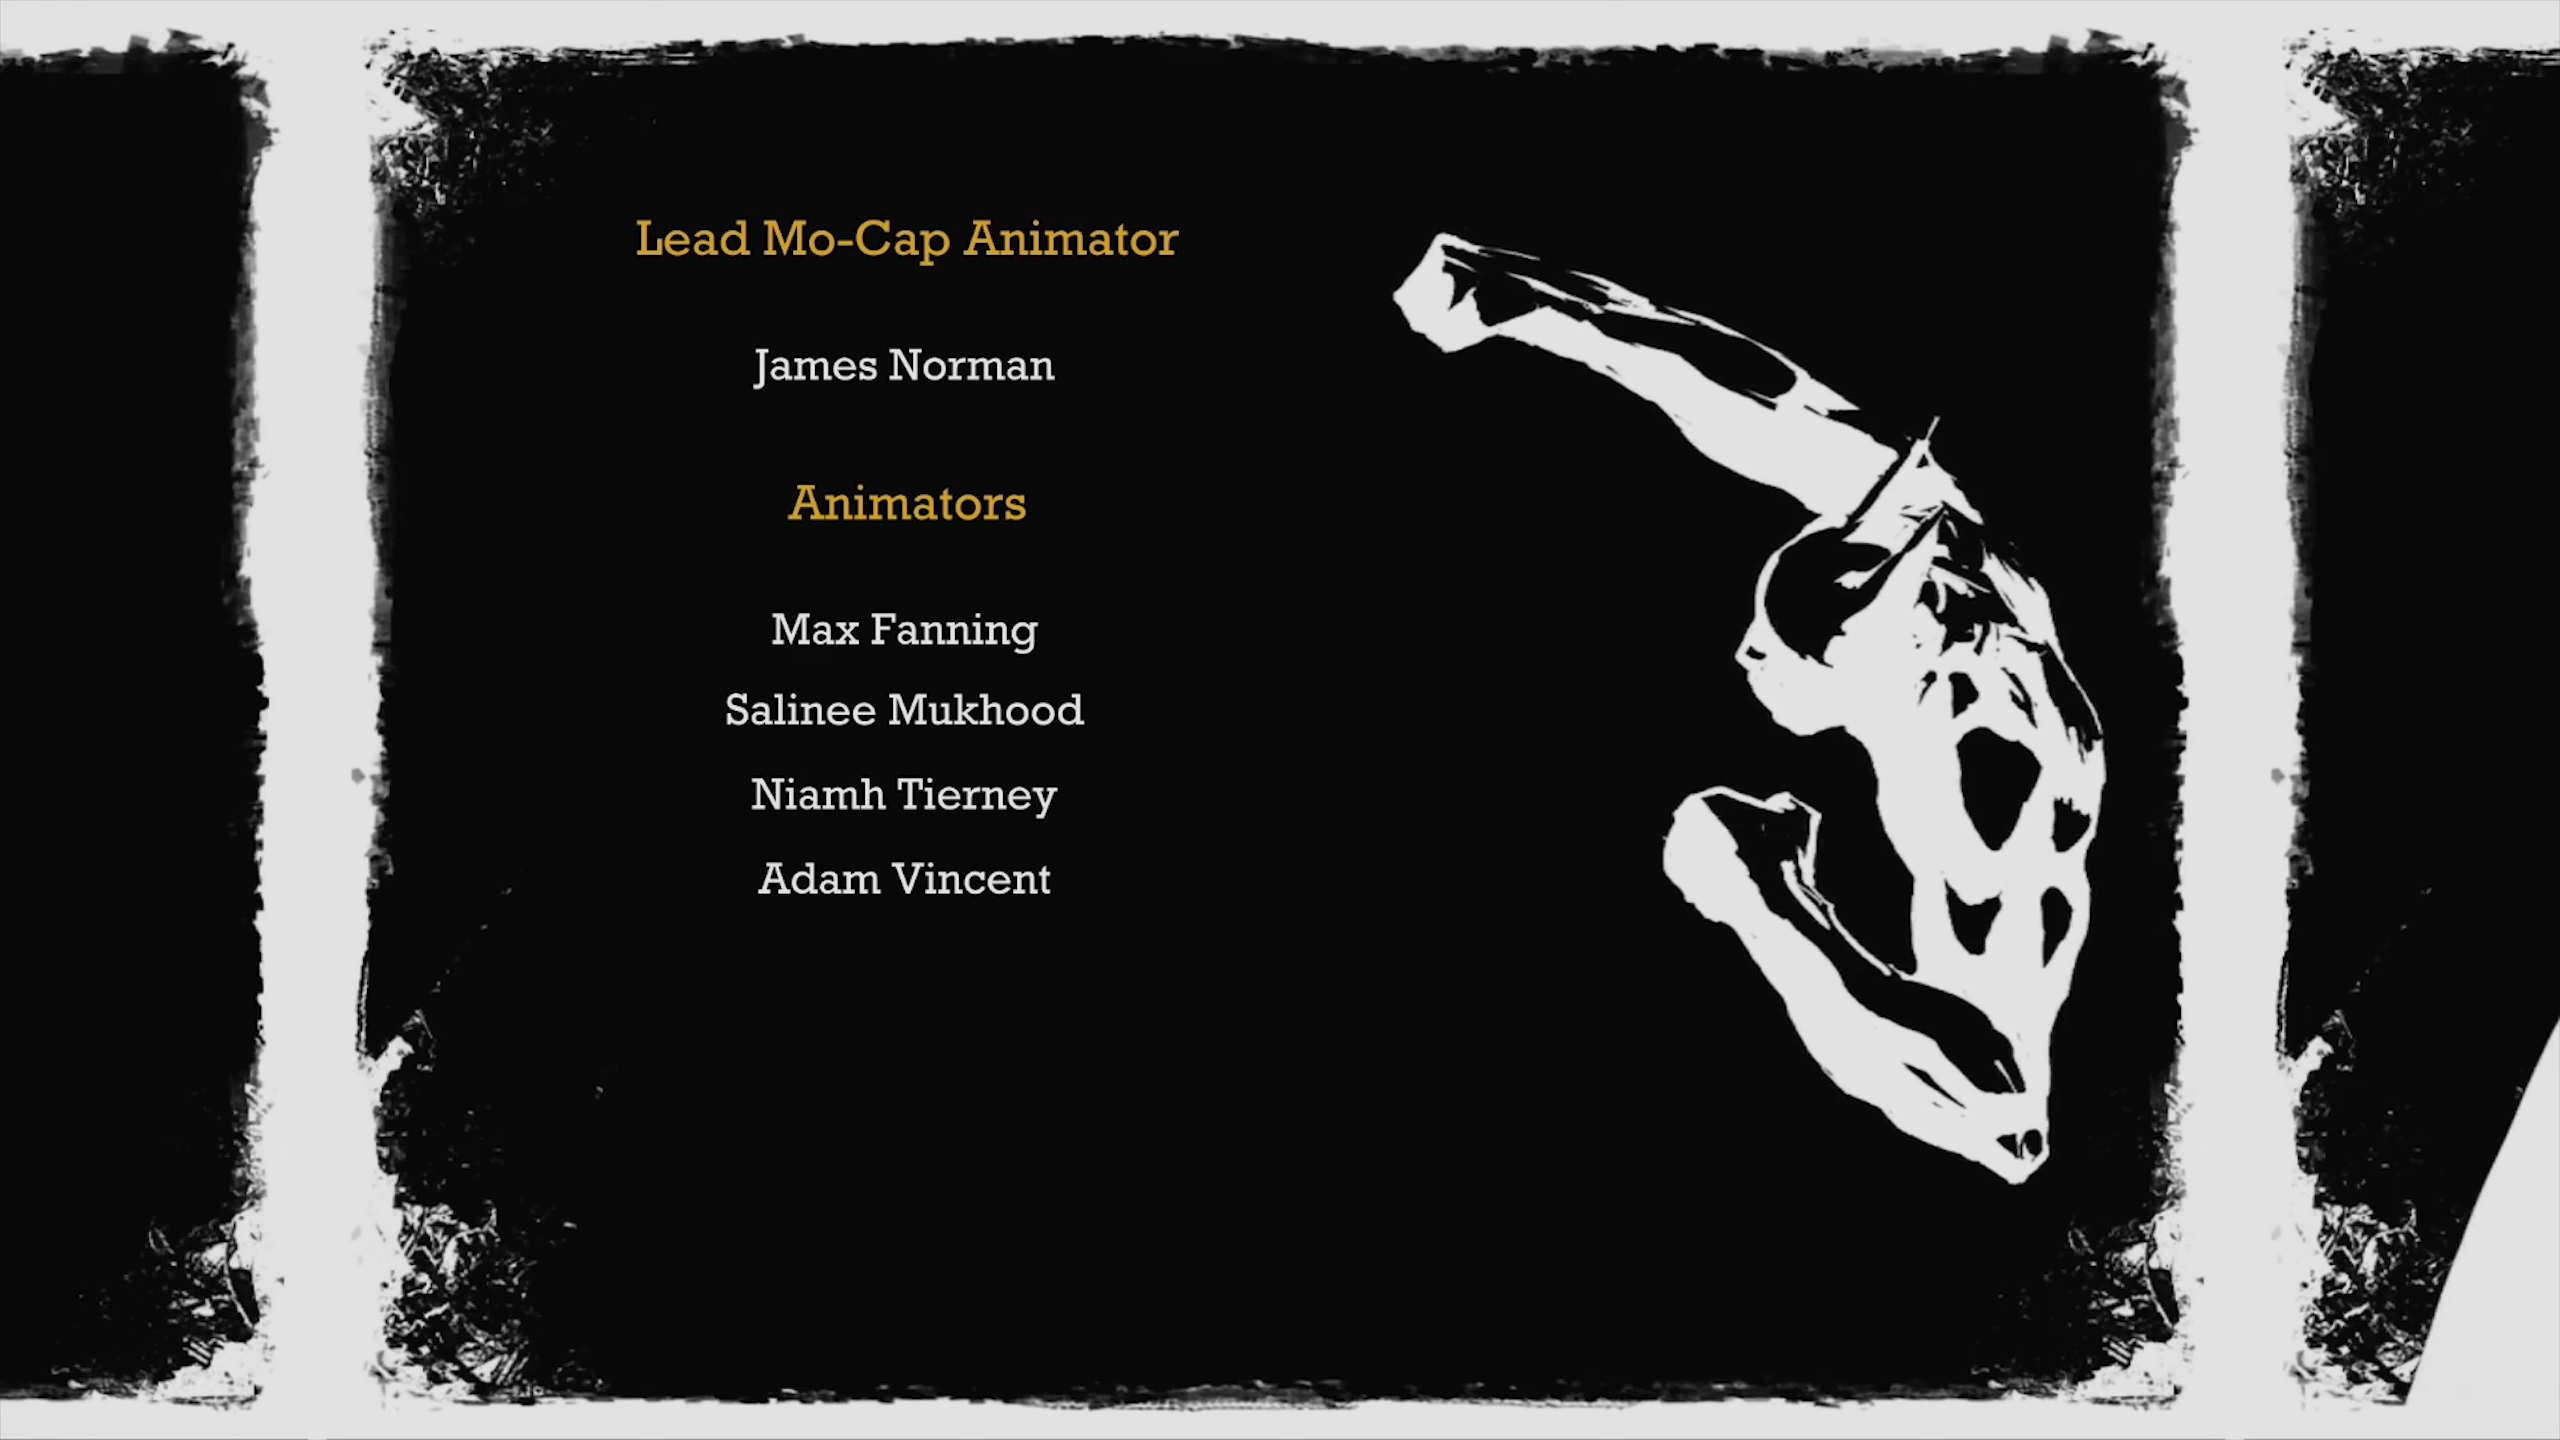 Lead Mo-Cap Animator
James Norman
Animators
Max Fanning
Salinee Mukhood
Niamh Tierney
Adam Vincent